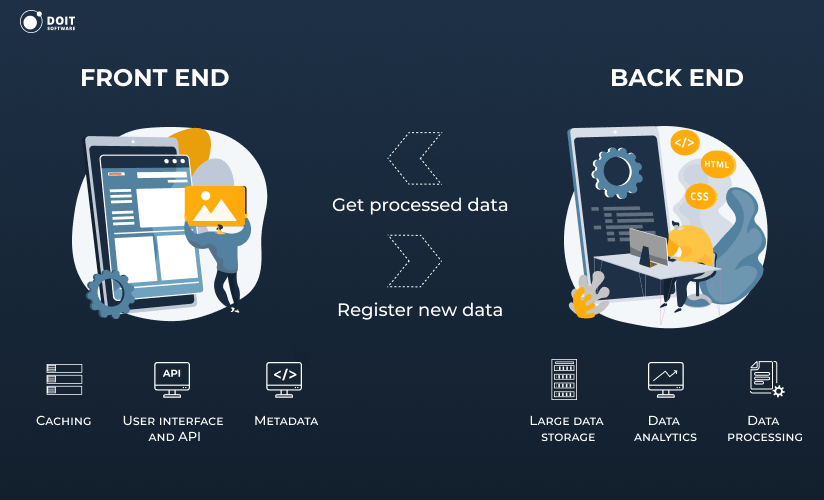 DOIT
SOFTWARE
FRONT END
BACK END
</>
HTML
CSS
Get processed data
Register new data
API
</>
CACHING
USER INTERFACE
AND API
METADATA
LARGE DATA
STORAGE
DATA
ANALYTICS
DATA
PROCESSING